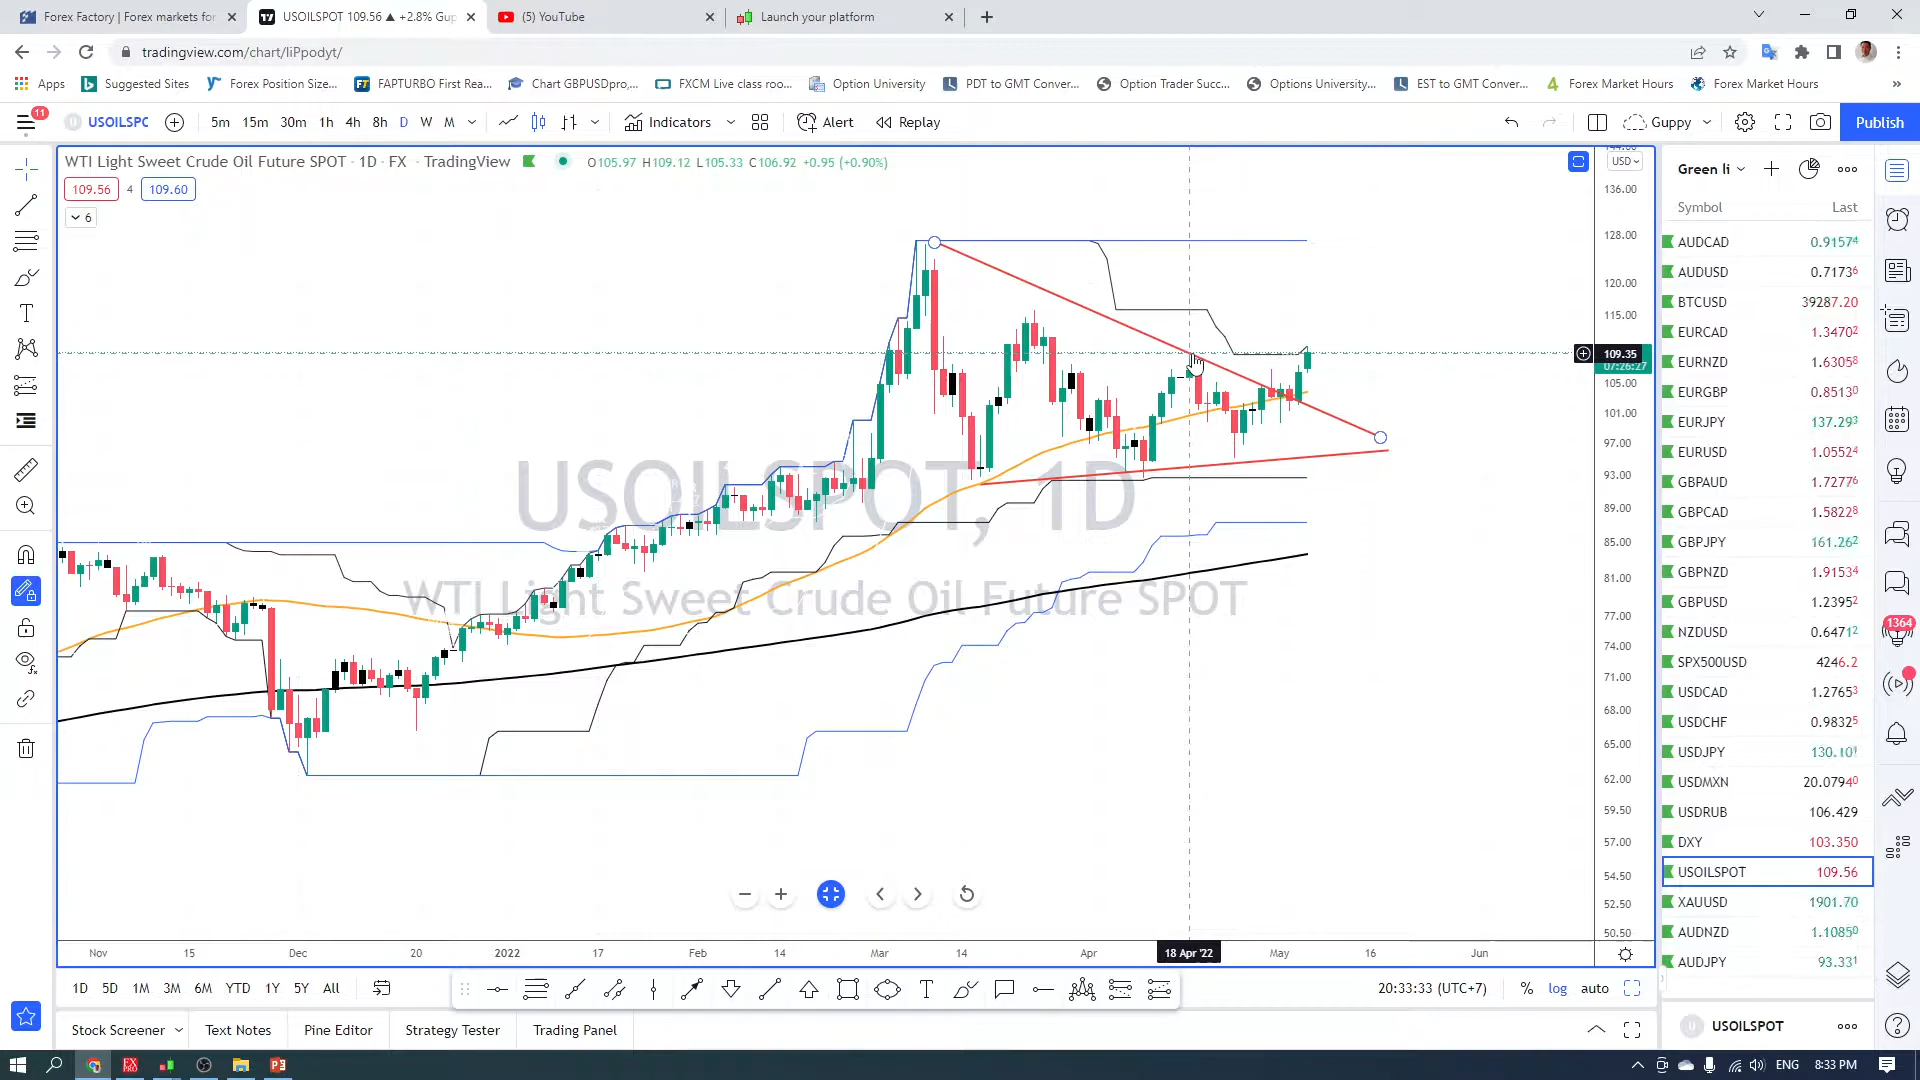 Forex Factory | Forex markets for
USOILSPOT 109.56 ▲ +2.8% Gup
(5) YouTube
Launch your platform
tradingview.com/chart/liPpodyt/
Apps
Suggested Sites
Forex Position Size...
FAPTURBO First Rea...
Chart GBPUSDpro,...
FXCM Live class roo...
Option University
PDT to GMT Conver...
Option Trader Succ...
Options University,...
EST to GMT Conver...
Forex Market Hours
Forex Market Hours
11
USOILSPC
5m 15m 30m 1h 4h 8h D W M
Indicators
Alert
Replay
Guppy
Publish
WTI Light Sweet Crude Oil Future SPOT · 1D · FX · TradingView
O105.97 H109.12 L105.33 C106.92 +0.95 (+0.90%)
109.56 4 109.60
6
USD
136.00
128.00
120.00
115.00
109.35
07:26:27
105.00
101.00
97.00
93.00
89.00
85.00
81.00
77.00
74.00
71.00
68.00
65.00
62.00
59.50
57.00
54.50
52.50
50.50
USOILSPOT, 1D
WTI Light Sweet Crude Oil Future SPOT
Nov 15 Dec 20 2022 17 Feb 14 Mar 14 Apr 18 Apr '22 May 16 Jun
Green li
Symbol Last
AUDCAD 0.91574
AUDUSD 0.71736
BTCUSD 39287.20
EURCAD 1.34702
EURNZD 1.63058
EURGBP 0.85130
EURJPY 137.293
EURUSD 1.05524
GBPAUD 1.72776
GBPCAD 1.58228
GBPJPY 161.262
GBPNZD 1.91534
GBPUSD 1.23952
NZDUSD 0.64712
SPX500USD 4246.2
USDCAD 1.27653
USDCHF 0.98325
USDJPY 130.101
USDMXN 20.07940
USDRUB 106.429
DXY 103.350
USOILSPOT 109.56
XAUUSD 1901.70
AUDNZD 1.10850
AUDJPY 93.331
1364
1D 5D 1M 3M 6M YTD 1Y 5Y All
20:33:33 (UTC+7) % log auto
Stock Screener
Text Notes
Pine Editor
Strategy Tester
Trading Panel
USOILSPOT
ENG 8:33 PM